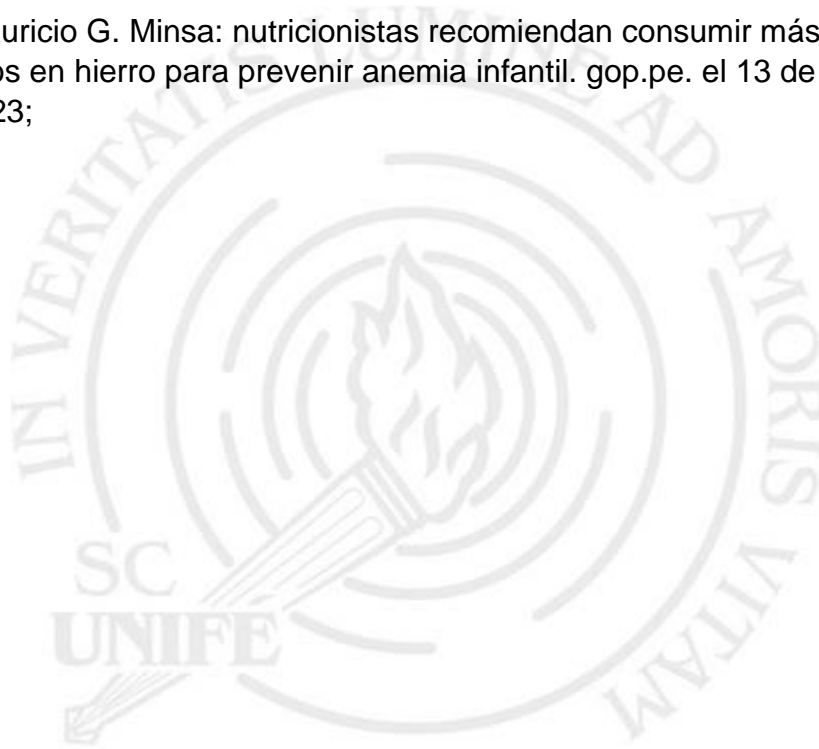 uricio G. Minsa: nutricionistas recomiendan consumir más
os en hierro para prevenir anemia infantil. gop.pe. el 13 de
23;
IN VERITATIS LUMINE AD AMORIS VITAM
SC
UNIFE